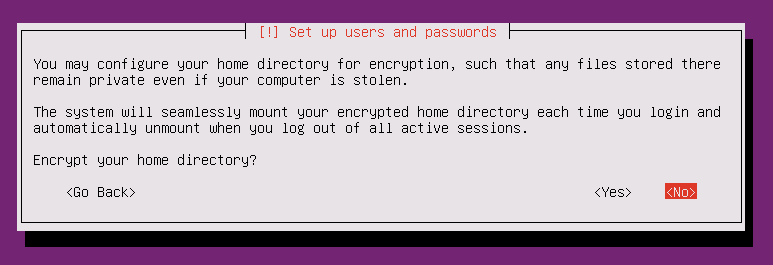 [!] Set up users and passwords
You may configure your home directory for encryption, such that any files stored there
remain private even if your computer is stolen.
The system will seamlessly mount your encrypted home directory each time you login and
automatically unmount when you log out of all active sessions.
Encrypt your home directory?
<Go Back> <Yes> <No>